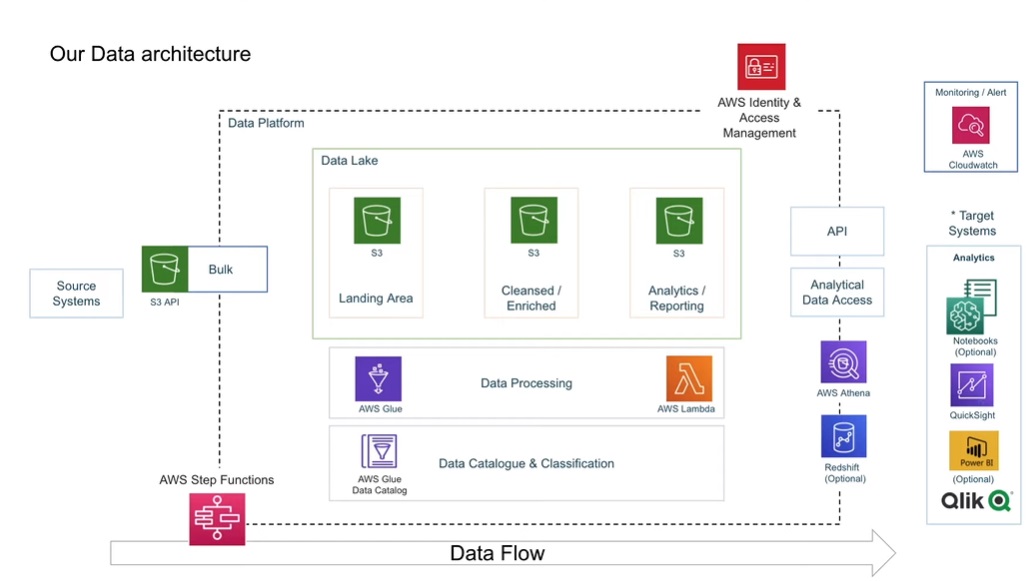 Our Data architecture
AWS Identity &
Access
Management
Monitoring / Alert
AWS
Cloudwatch
Data Platform
Data Lake
S3
Landing Area
S3
Cleansed /
Enriched
S3
Analytics /
Reporting
Source
Systems
S3 API
Bulk
API
Analytical
Data Access
AWS Athena
Redshift
(Optional)
* Target
Systems
Analytics
Notebooks
(Optional)
QuickSight
Power BI
(Optional)
Qlik
AWS Glue
Data Processing
AWS Lambda
AWS Glue
Data Catalog
Data Catalogue & Classification
AWS Step Functions
Data Flow